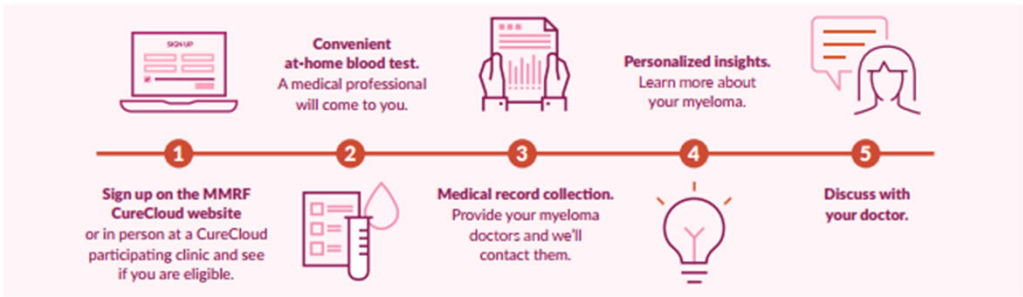 SIGN UP
1
Sign up on the MMRF
CureCloud website
or in person at a CureCloud
participating clinic and see
if you are eligible.
Convenient
at-home blood test.
A medical professional
will come to you.
2
3
Medical record collection.
Provide your myeloma
doctors and we'll
contact them.
Personalized insights.
Learn more about
your myeloma.
4
5
Discuss with
your doctor.